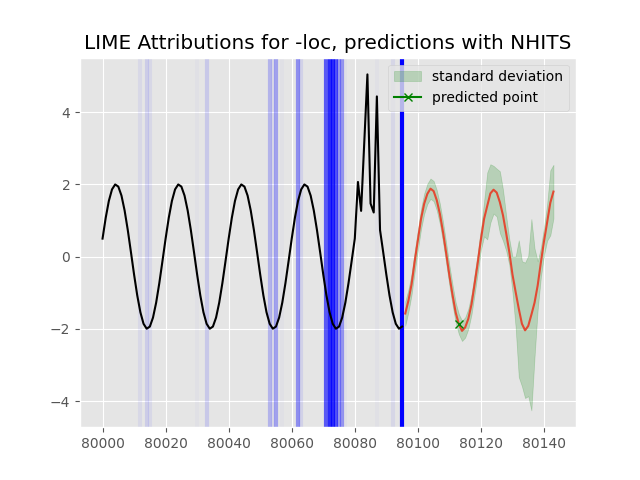 LIME Attributions for -loc, predictions with NHITS
standard deviation
predicted point
4
2
0
−2
−4
80000 80020 80040 80060 80080 80100 80120 80140